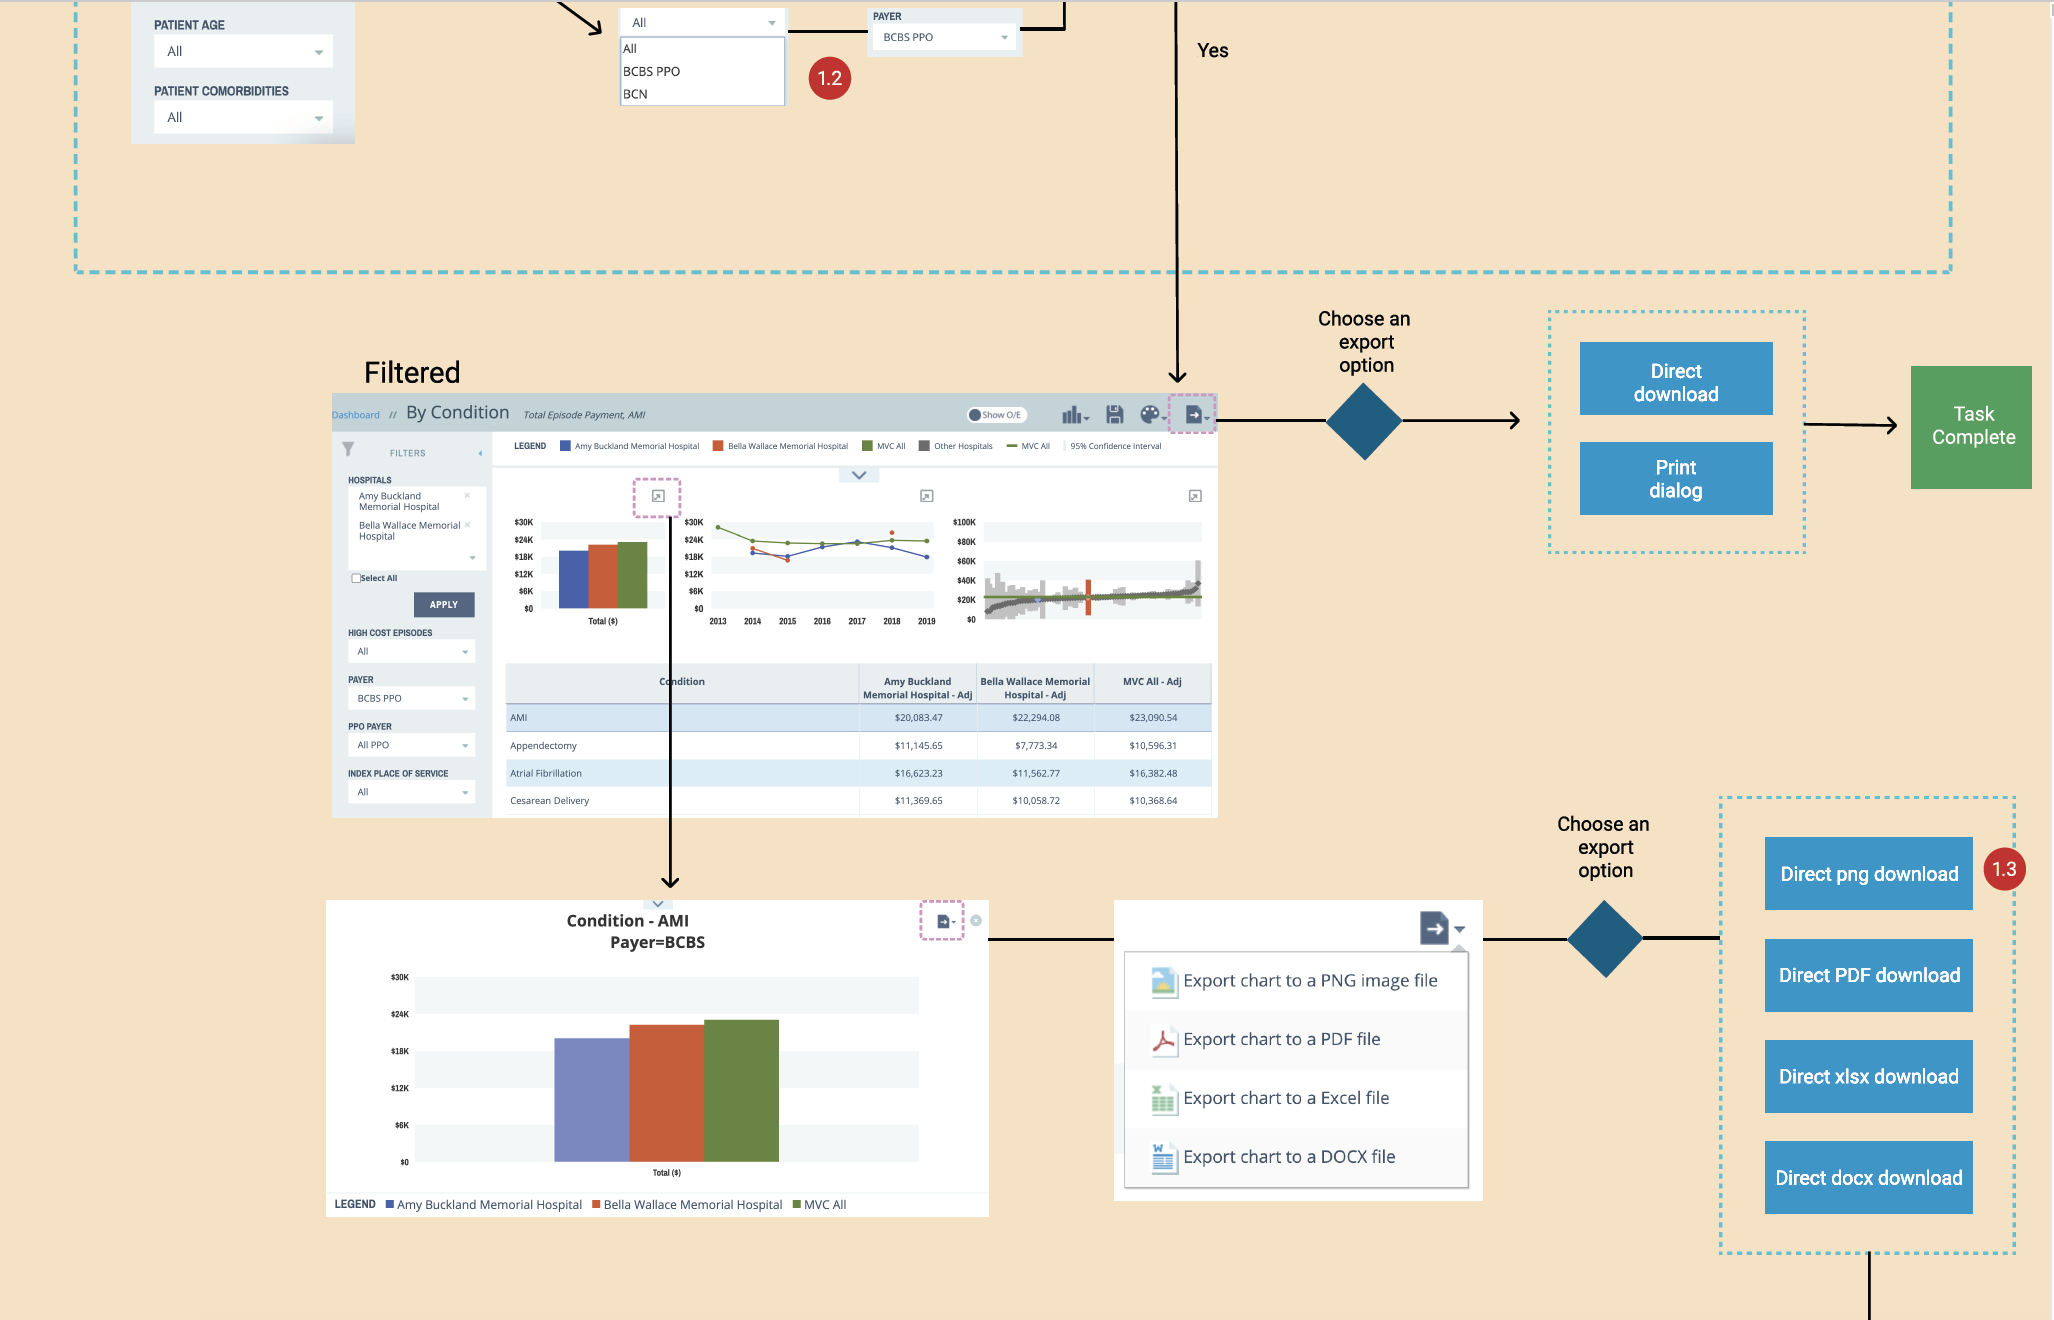 PATIENT AGE
All
PATIENT COMORBIDITIES
All
All
All
BCBS PPO
BCN
1.2
PAYER
BCBS PPO
Yes
Choose an
export
option
Direct
download
Print
dialog
Task
Complete
Filtered
Dashboard // By Condition Total Episode Payment, AMI
Show O/E
FILTERS
HOSPITALS
Amy Buckland
Memorial Hospital
Bella Wallace Memorial
Hospital
Select All
APPLY
HIGH COST EPISODES
All
PAYER
BCBS PPO
PPO PAYER
All PPO
INDEX PLACE OF SERVICE
All
LEGEND Amy Buckland Memorial Hospital Bella Wallace Memorial Hospital MVC All Other Hospitals MVC All 95% Confidence Interval
$30K
$24K
$18K
$12K
$6K
$0
Total ($)
$30K
$24K
$18K
$12K
$6K
$0
2013 2014 2015 2016 2017 2018 2019
$100K
$80K
$60K
$40K
$20K
$0
Condition Amy Buckland Memorial Hospital - Adj Bella Wallace Memorial Hospital - Adj MVC All - Adj
AMI $20,083.47 $22,294.08 $23,090.54
Appendectomy $11,145.65 $7,773.34 $10,596.31
Atrial Fibrillation $16,623.23 $11,562.77 $16,382.48
Cesarean Delivery $11,369.65 $10,058.72 $10,368.64
Condition - AMI
Payer=BCBS
$30K
$24K
$18K
$12K
$6K
$0
Total ($)
LEGEND Amy Buckland Memorial Hospital Bella Wallace Memorial Hospital MVC All
Export chart to a PNG image file
Export chart to a PDF file
Export chart to a Excel file
Export chart to a DOCX file
Choose an
export
option
Direct png download
1.3
Direct PDF download
Direct xlsx download
Direct docx download